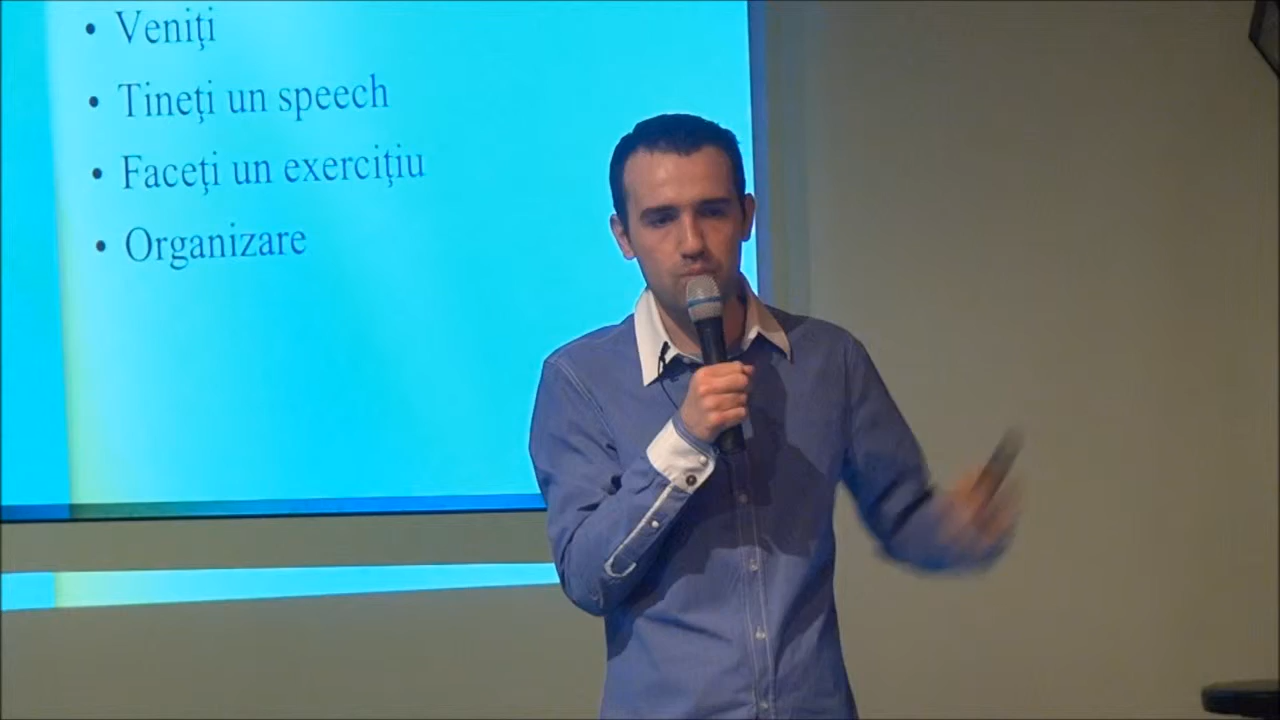 • Veniţi
• Tineţi un speech
• Faceţi un exerciţiu
• Organizare